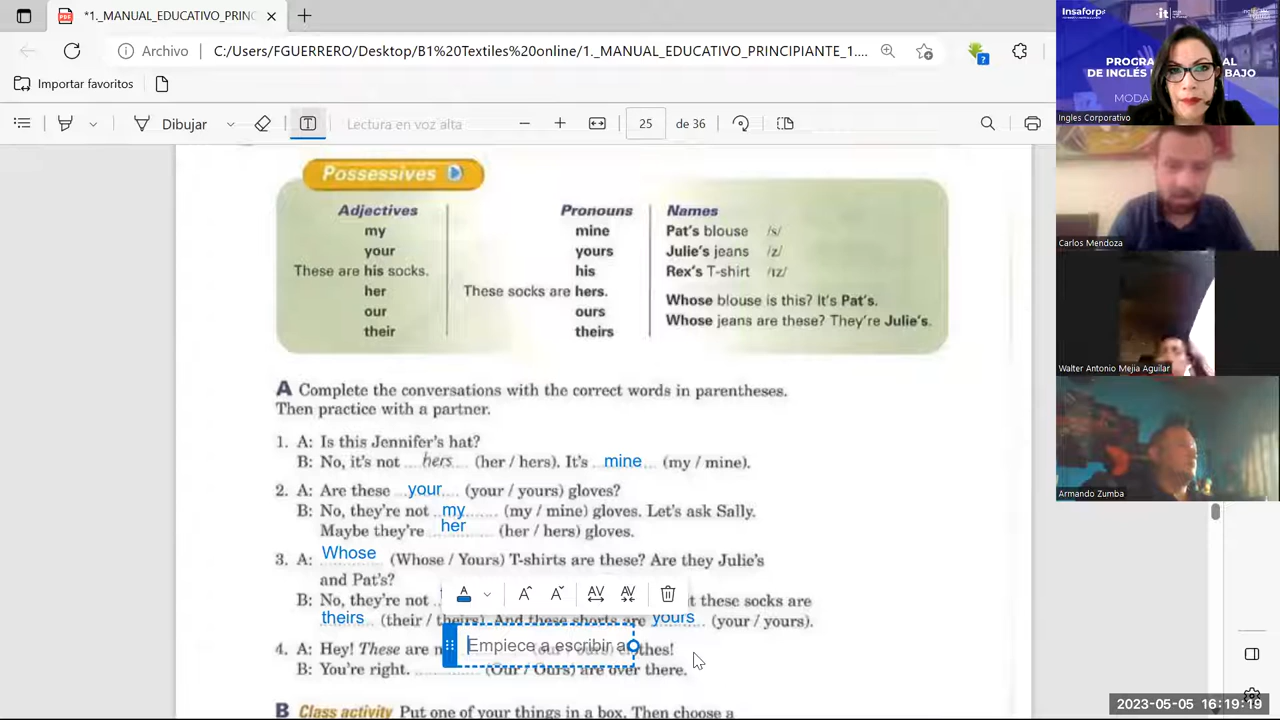 *1._MANUAL_EDUCATIVO_PRINC
Archivo
C:/Users/FGUERRERO/Desktop/B1%20Textiles%20online/1._MANUAL_EDUCATIVO_PRINCIPIANTE_1....
Importar favoritos
Dibujar
Lectura en voz alta
25
de 36
Possessives
Adjectives
my
your
These are his socks.
her
our
their
Pronouns
mine
yours
his
These socks are hers.
ours
theirs
Names
Pat's blouse /s/
Julie's jeans /z/
Rex's T-shirt /ɪz/
Whose blouse is this? It's Pat's.
Whose jeans are these? They're Julie's.
A Complete the conversations with the correct words in parentheses.
Then practice with a partner.
1. A: Is this Jennifer's hat?
B: No, it's not hers (her / hers). It's mine (my / mine).
2. A: Are these your (your / yours) gloves?
B: No, they're not my (my / mine) gloves. Let's ask Sally.
Maybe they're her (her / hers) gloves.
3. A: Whose (Whose / Yours) T-shirts are these? Are they Julie's
and Pat's?
B: No, they're not these socks are
theirs (their / theirs). And these shorts are yours (your / yours).
4. A: Hey! These are
Empiece a escribir a
B: You're right. (Our / Ours) are over there.
B Class activity Put one of your things in a box. Then choose a
Insaforp
Ingles Corporativo
Carlos Mendoza
Walter Antonio Mejia Aguilar
Armando Zumba
2023-05-05 16:19:19